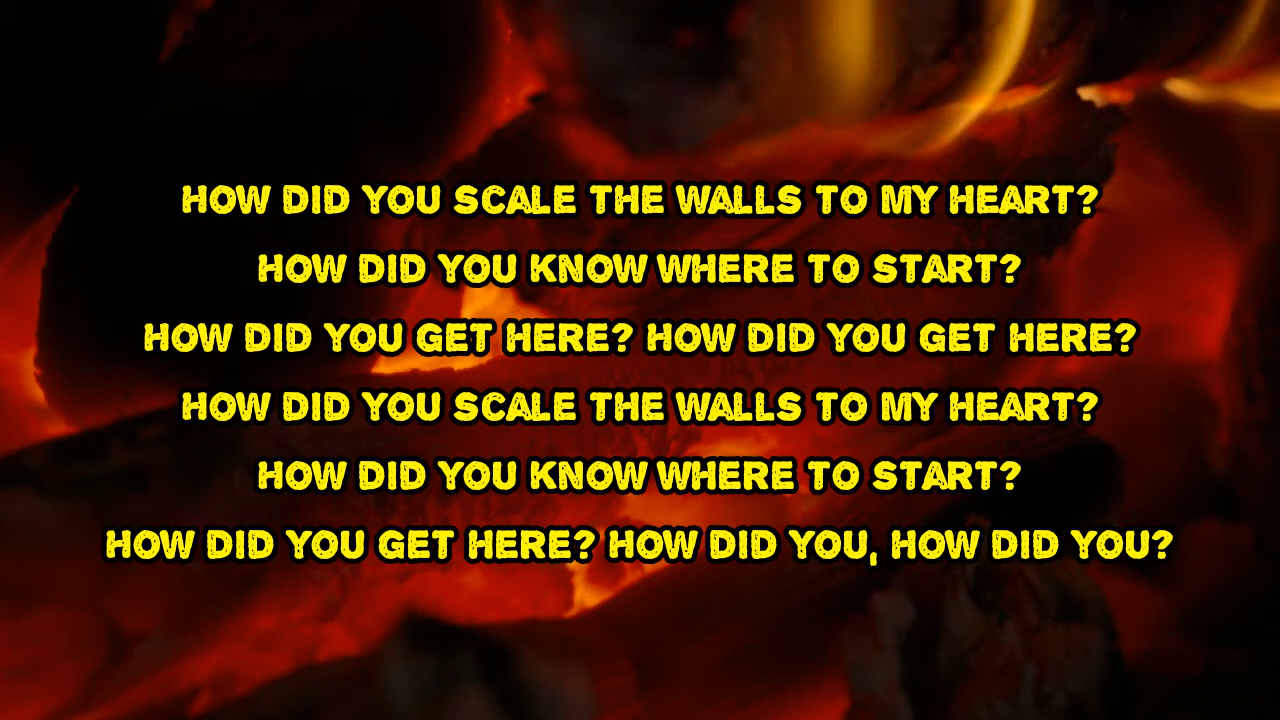 HOW DID YOU SCALE THE WALLS TO MY HEART?
HOW DID YOU KNOW WHERE TO START?
HOW DID YOU GET HERE? HOW DID YOU GET HERE?
HOW DID YOU SCALE THE WALLS TO MY HEART?
HOW DID YOU KNOW WHERE TO START?
HOW DID YOU GET HERE? HOW DID YOU, HOW DID YOU?